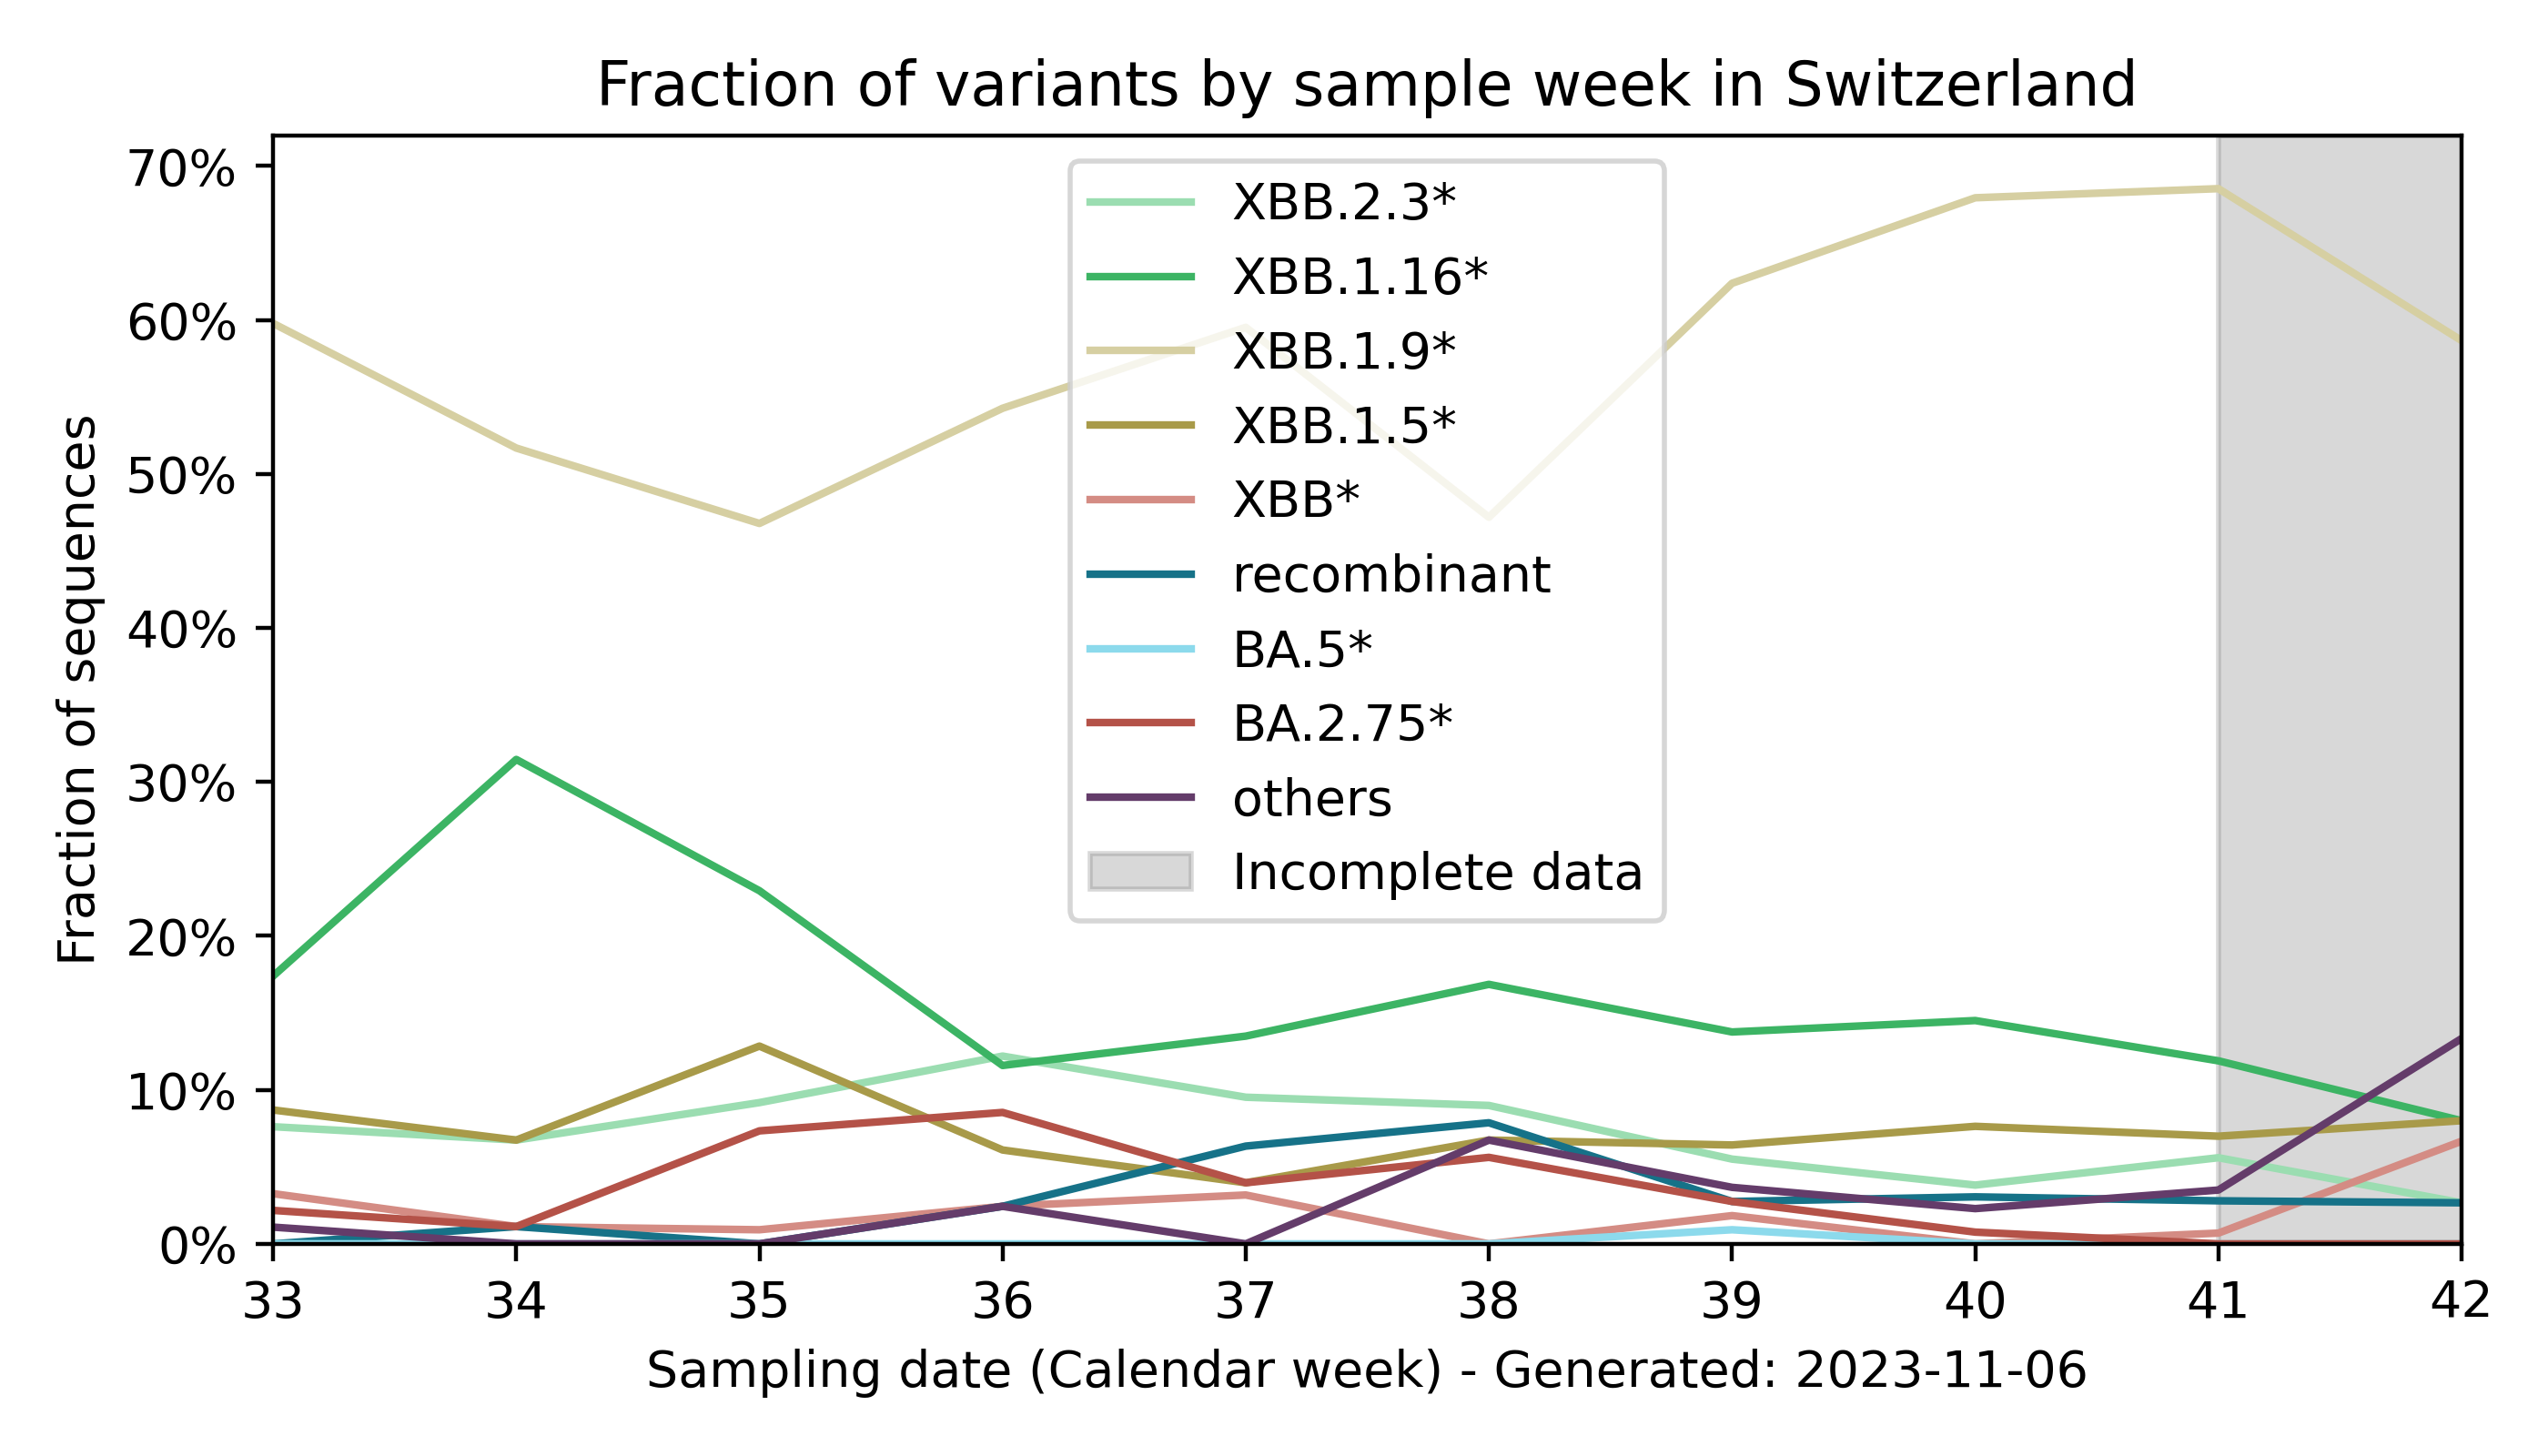 Fraction of variants by sample week in Switzerland
70%
60%
50%
40%
30%
20%
10%
0%
Fraction of sequences
XBB.2.3*
XBB.1.16*
XBB.1.9*
XBB.1.5*
XBB*
recombinant
BA.5*
BA.2.75*
others
Incomplete data
33 34 35 36 37 38 39 40 41 42
Sampling date (Calendar week) - Generated: 2023-11-06